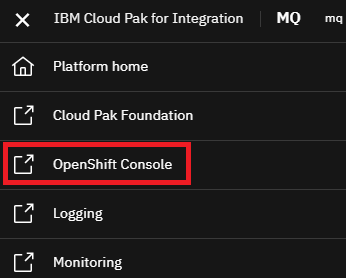 IBM Cloud Pak for Integration MQ mq
Platform home
Cloud Pak Foundation
OpenShift Console
Logging
Monitoring